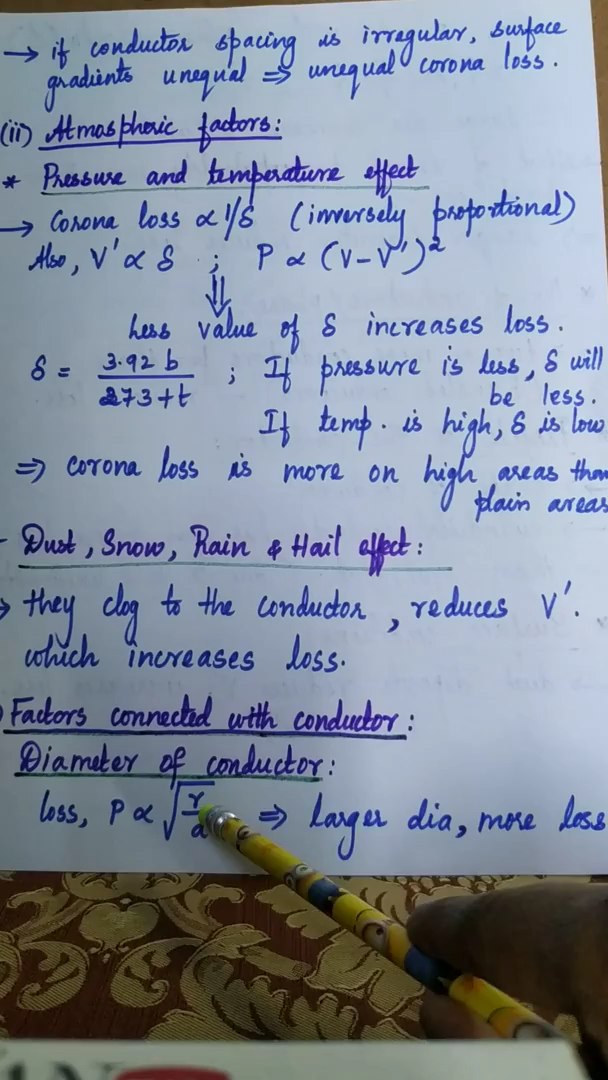 → if conductor spacing is irregular, surface
gradients unequal ⇒ unequal corona loss.
(ii) Atmospheric factors:
* Pressure and temperature effect
→ Corona loss ∝ 1/δ (inversely proportional)
Also, V' ∝ δ ; P ∝ (V-V')²
⇓
Less value of δ increases loss.
δ = 3.92 b / 273+t ; If pressure is less, δ will
be less.
If temp. is high, δ is low
⇒ corona loss is more on high areas than
plain areas
- Dust, Snow, Rain & Hail effect:
→ they clog to the conductor, reduces V'.
which increases loss.
) Factors connected with conductor:
Diameter of conductor:
loss, P ∝ √r/d ⇒ larger dia, more loss